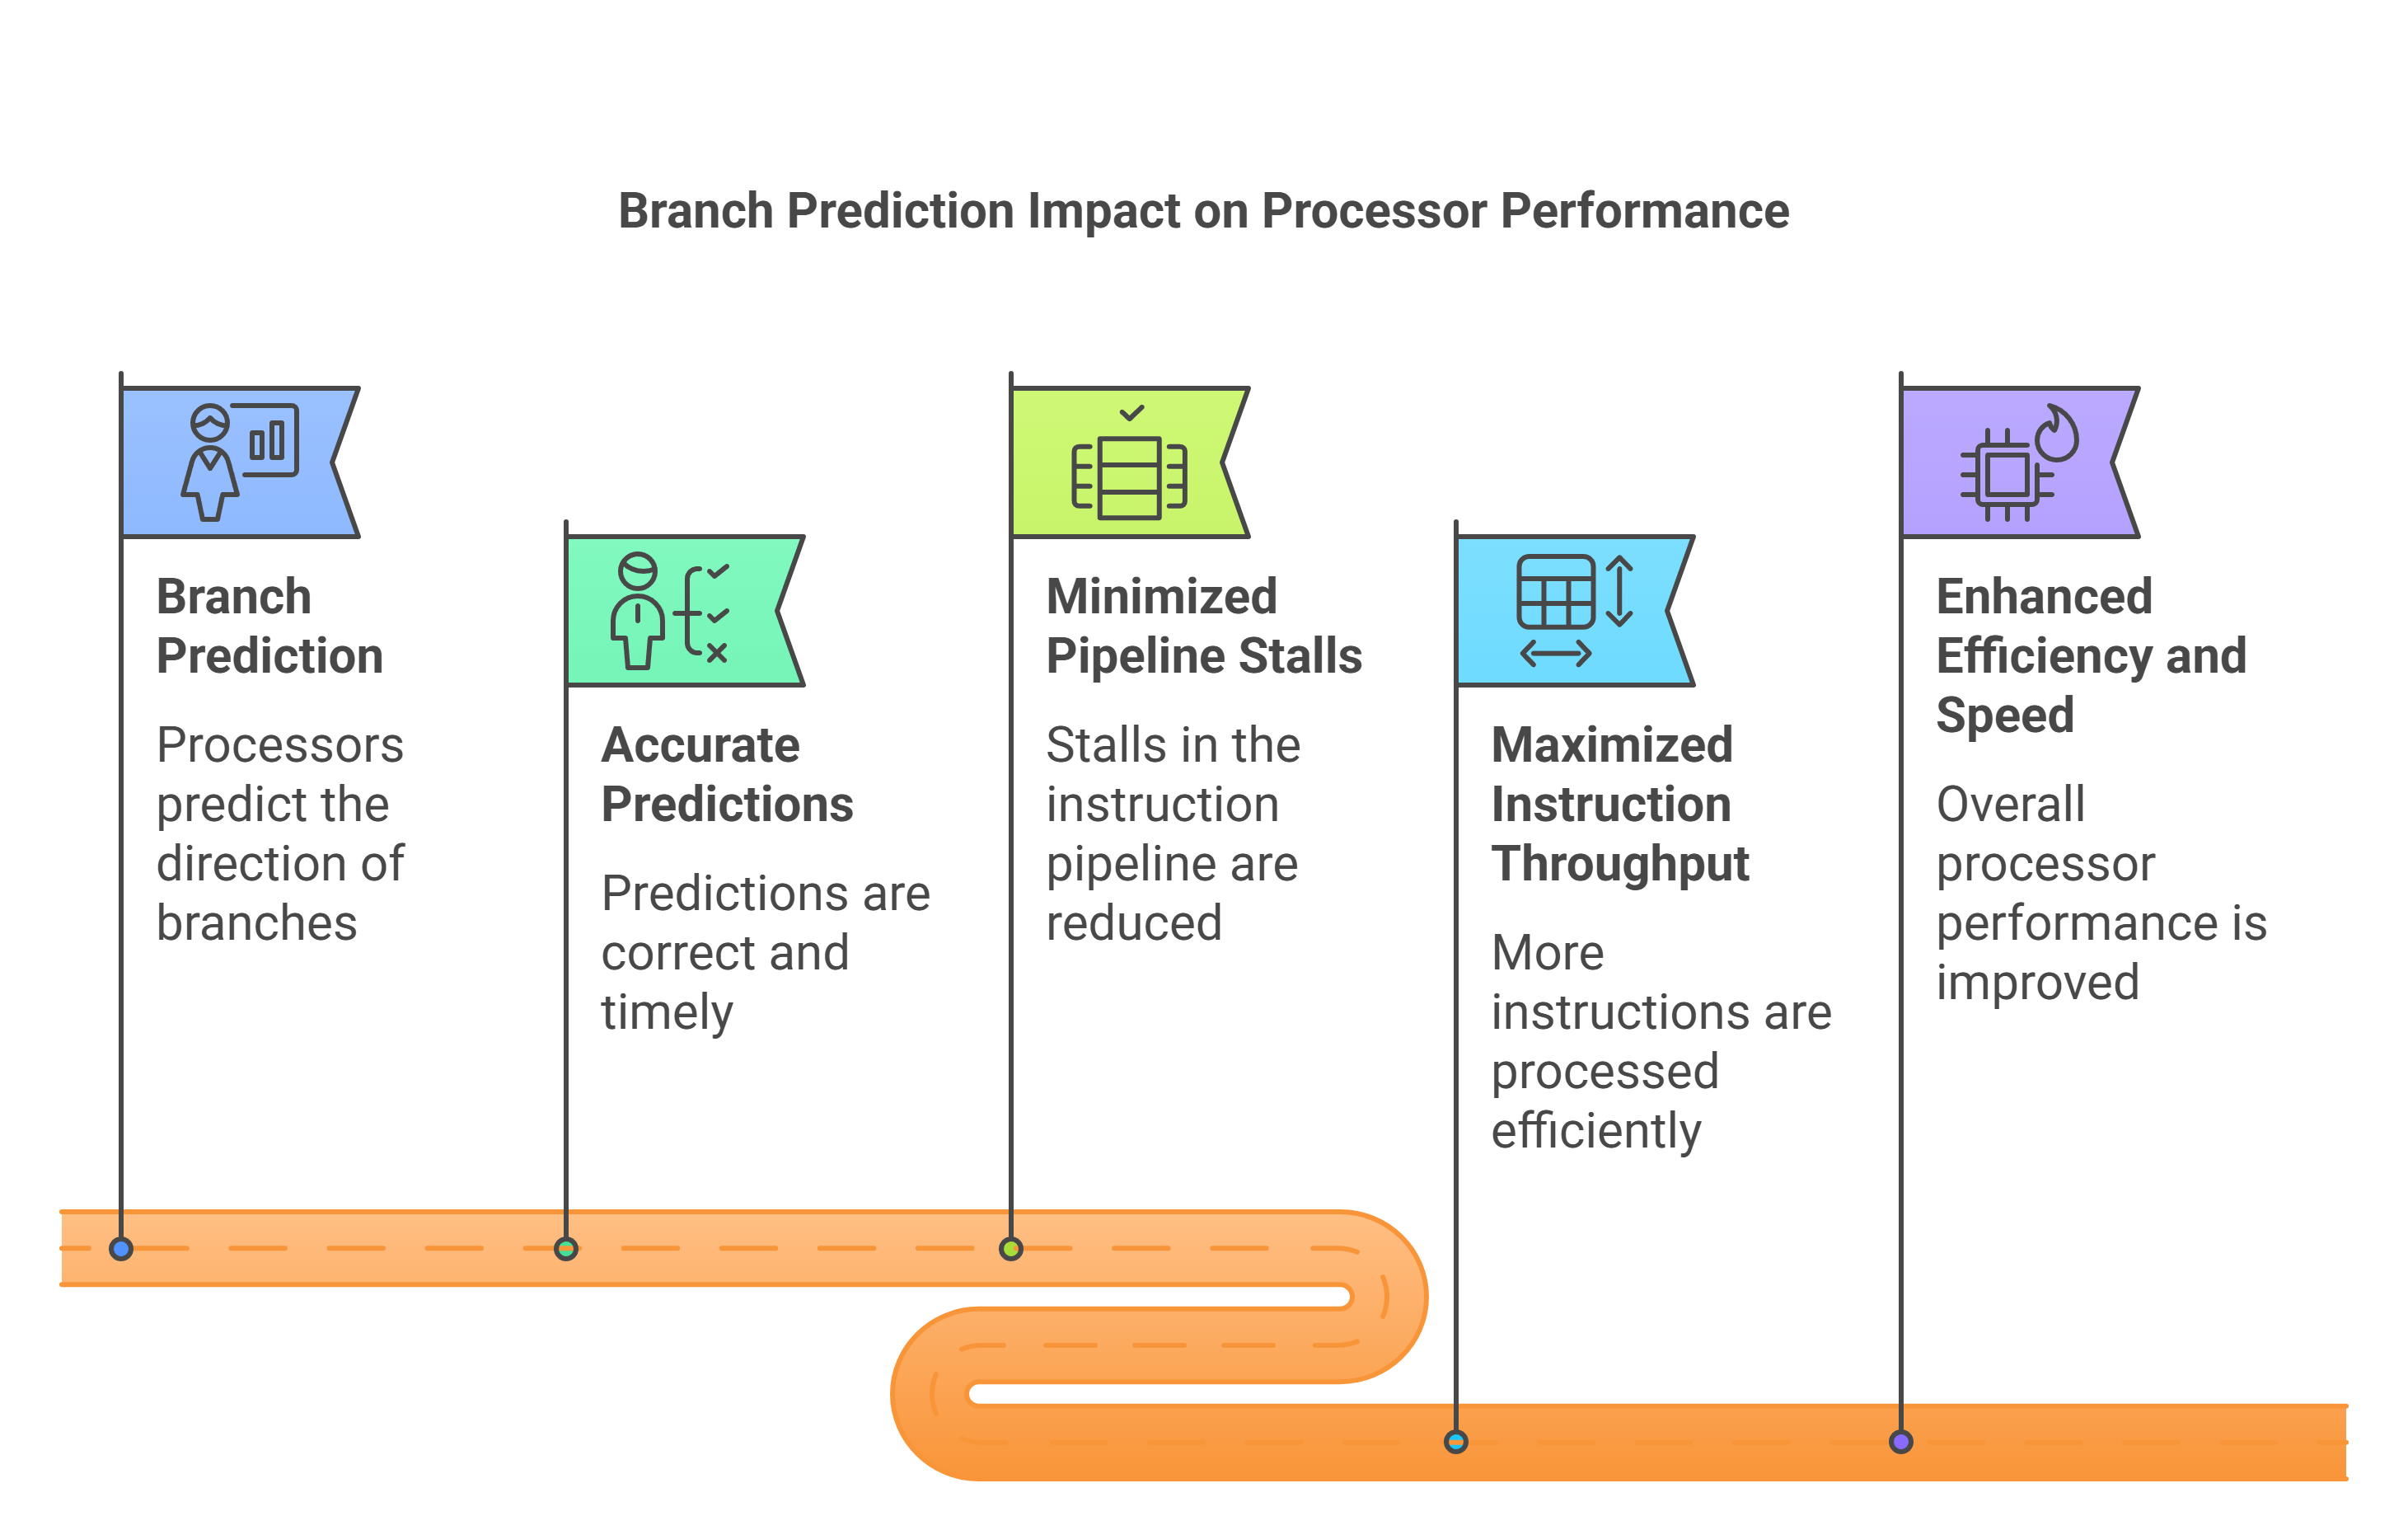 Branch Prediction Impact on Processor Performance
Branch
Prediction
Processors
predict the
direction of
branches
Accurate
Predictions
Predictions are
correct and
timely
Minimized
Pipeline Stalls
Stalls in the
instruction
pipeline are
reduced
Maximized
Instruction
Throughput
More
instructions are
processed
efficiently
Enhanced
Efficiency and
Speed
Overall
processor
performance is
improved